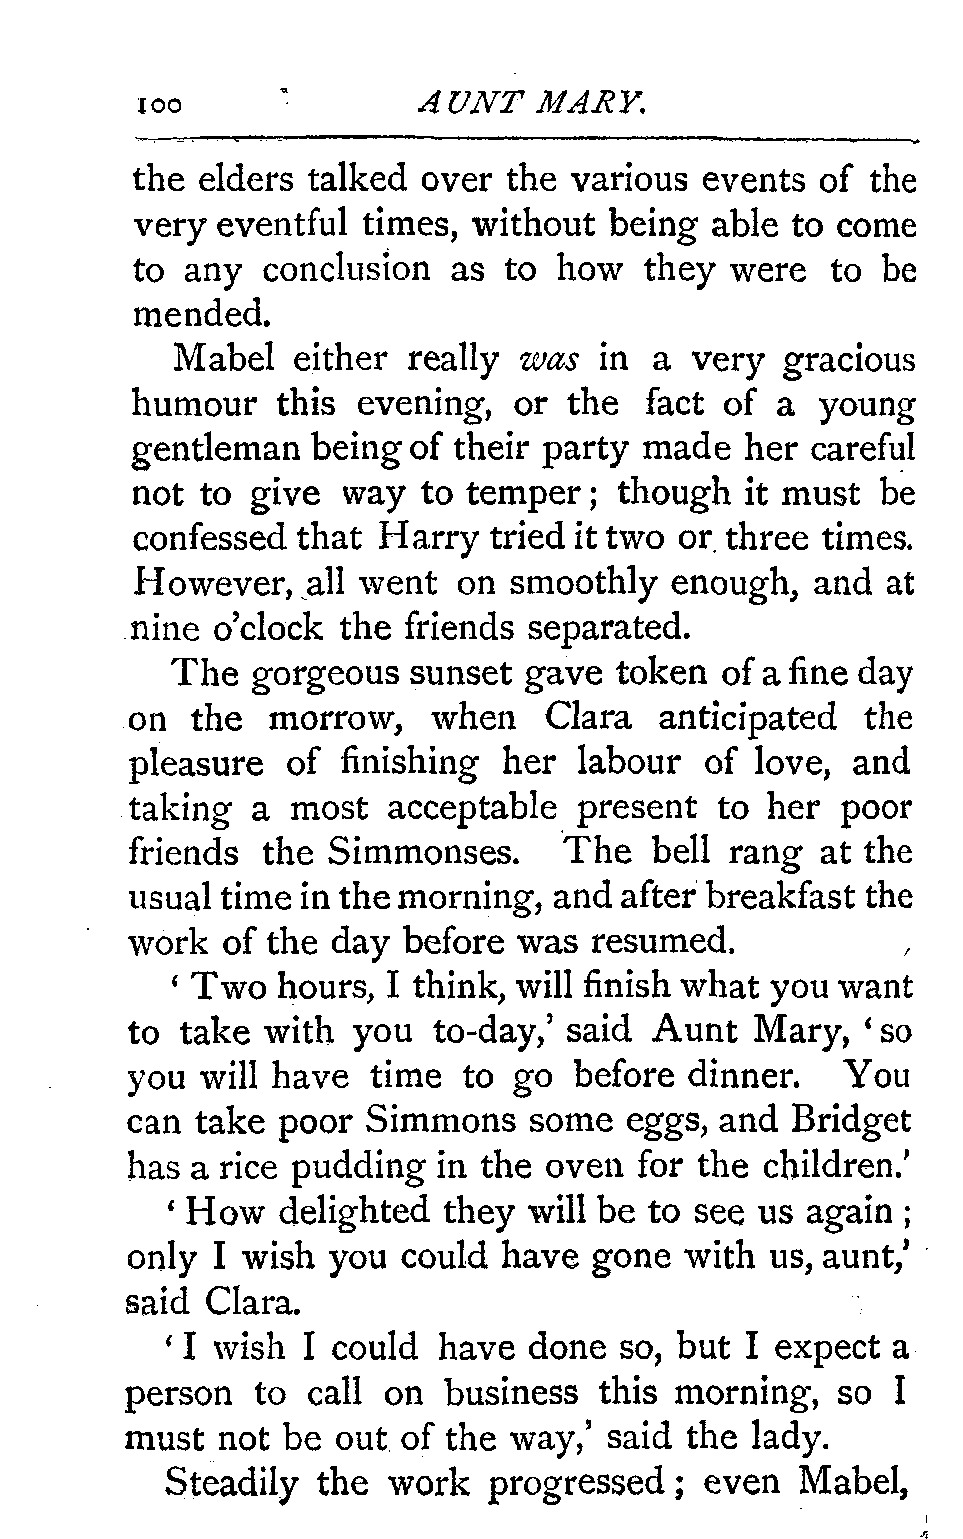 100 AUNT MARY.
the elders talked over the various events of the
very eventful times, without being able to come
to any conclusion as to how they were to be
mended.
Mabel either really was in a very gracious
humour this evening, or the fact of a young
gentleman being of their party made her careful
not to give way to temper ; though it must be
confessed that Harry tried it two or three times.
However, all went on smoothly enough, and at
nine o'clock the friends separated.
The gorgeous sunset gave token of a fine day
on the morrow, when Clara anticipated the
pleasure of finishing her labour of love, and
taking a most acceptable present to her poor
friends the Simmonses. The bell rang at the
usual time in the morning, and after breakfast the
work of the day before was resumed.
‘ Two hours, I think, will finish what you want
to take with you to-day,’ said Aunt Mary, ‘ so
you will have time to go before dinner. You
can take poor Simmons some eggs, and Bridget
has a rice pudding in the oven for the children.’
‘ How delighted they will be to see us again ;
only I wish you could have gone with us, aunt,’
said Clara.
‘ I wish I could have done so, but I expect a
person to call on business this morning, so I
must not be out of the way,’ said the lady.
Steadily the work progressed ; even Mabel,